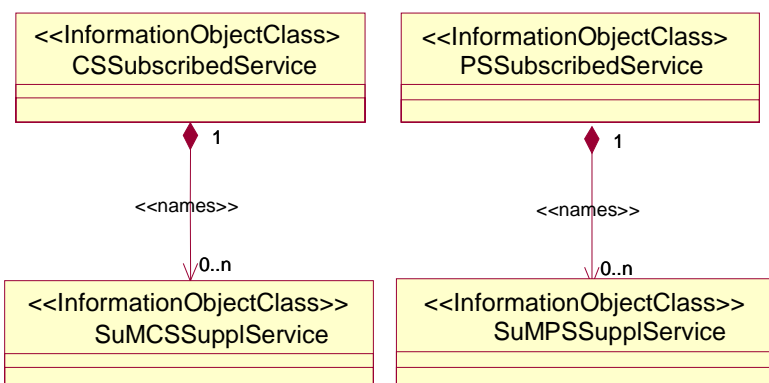 <<InformationObjectClass>
CSSubscribedService
1
<<names>>
0..n
<<InformationObjectClass>>
SuMCSSupplService
<<InformationObjectClass>
PSSubscribedService
1
<<names>>
0..n
<<InformationObjectClass>>
SuMPSSupplService